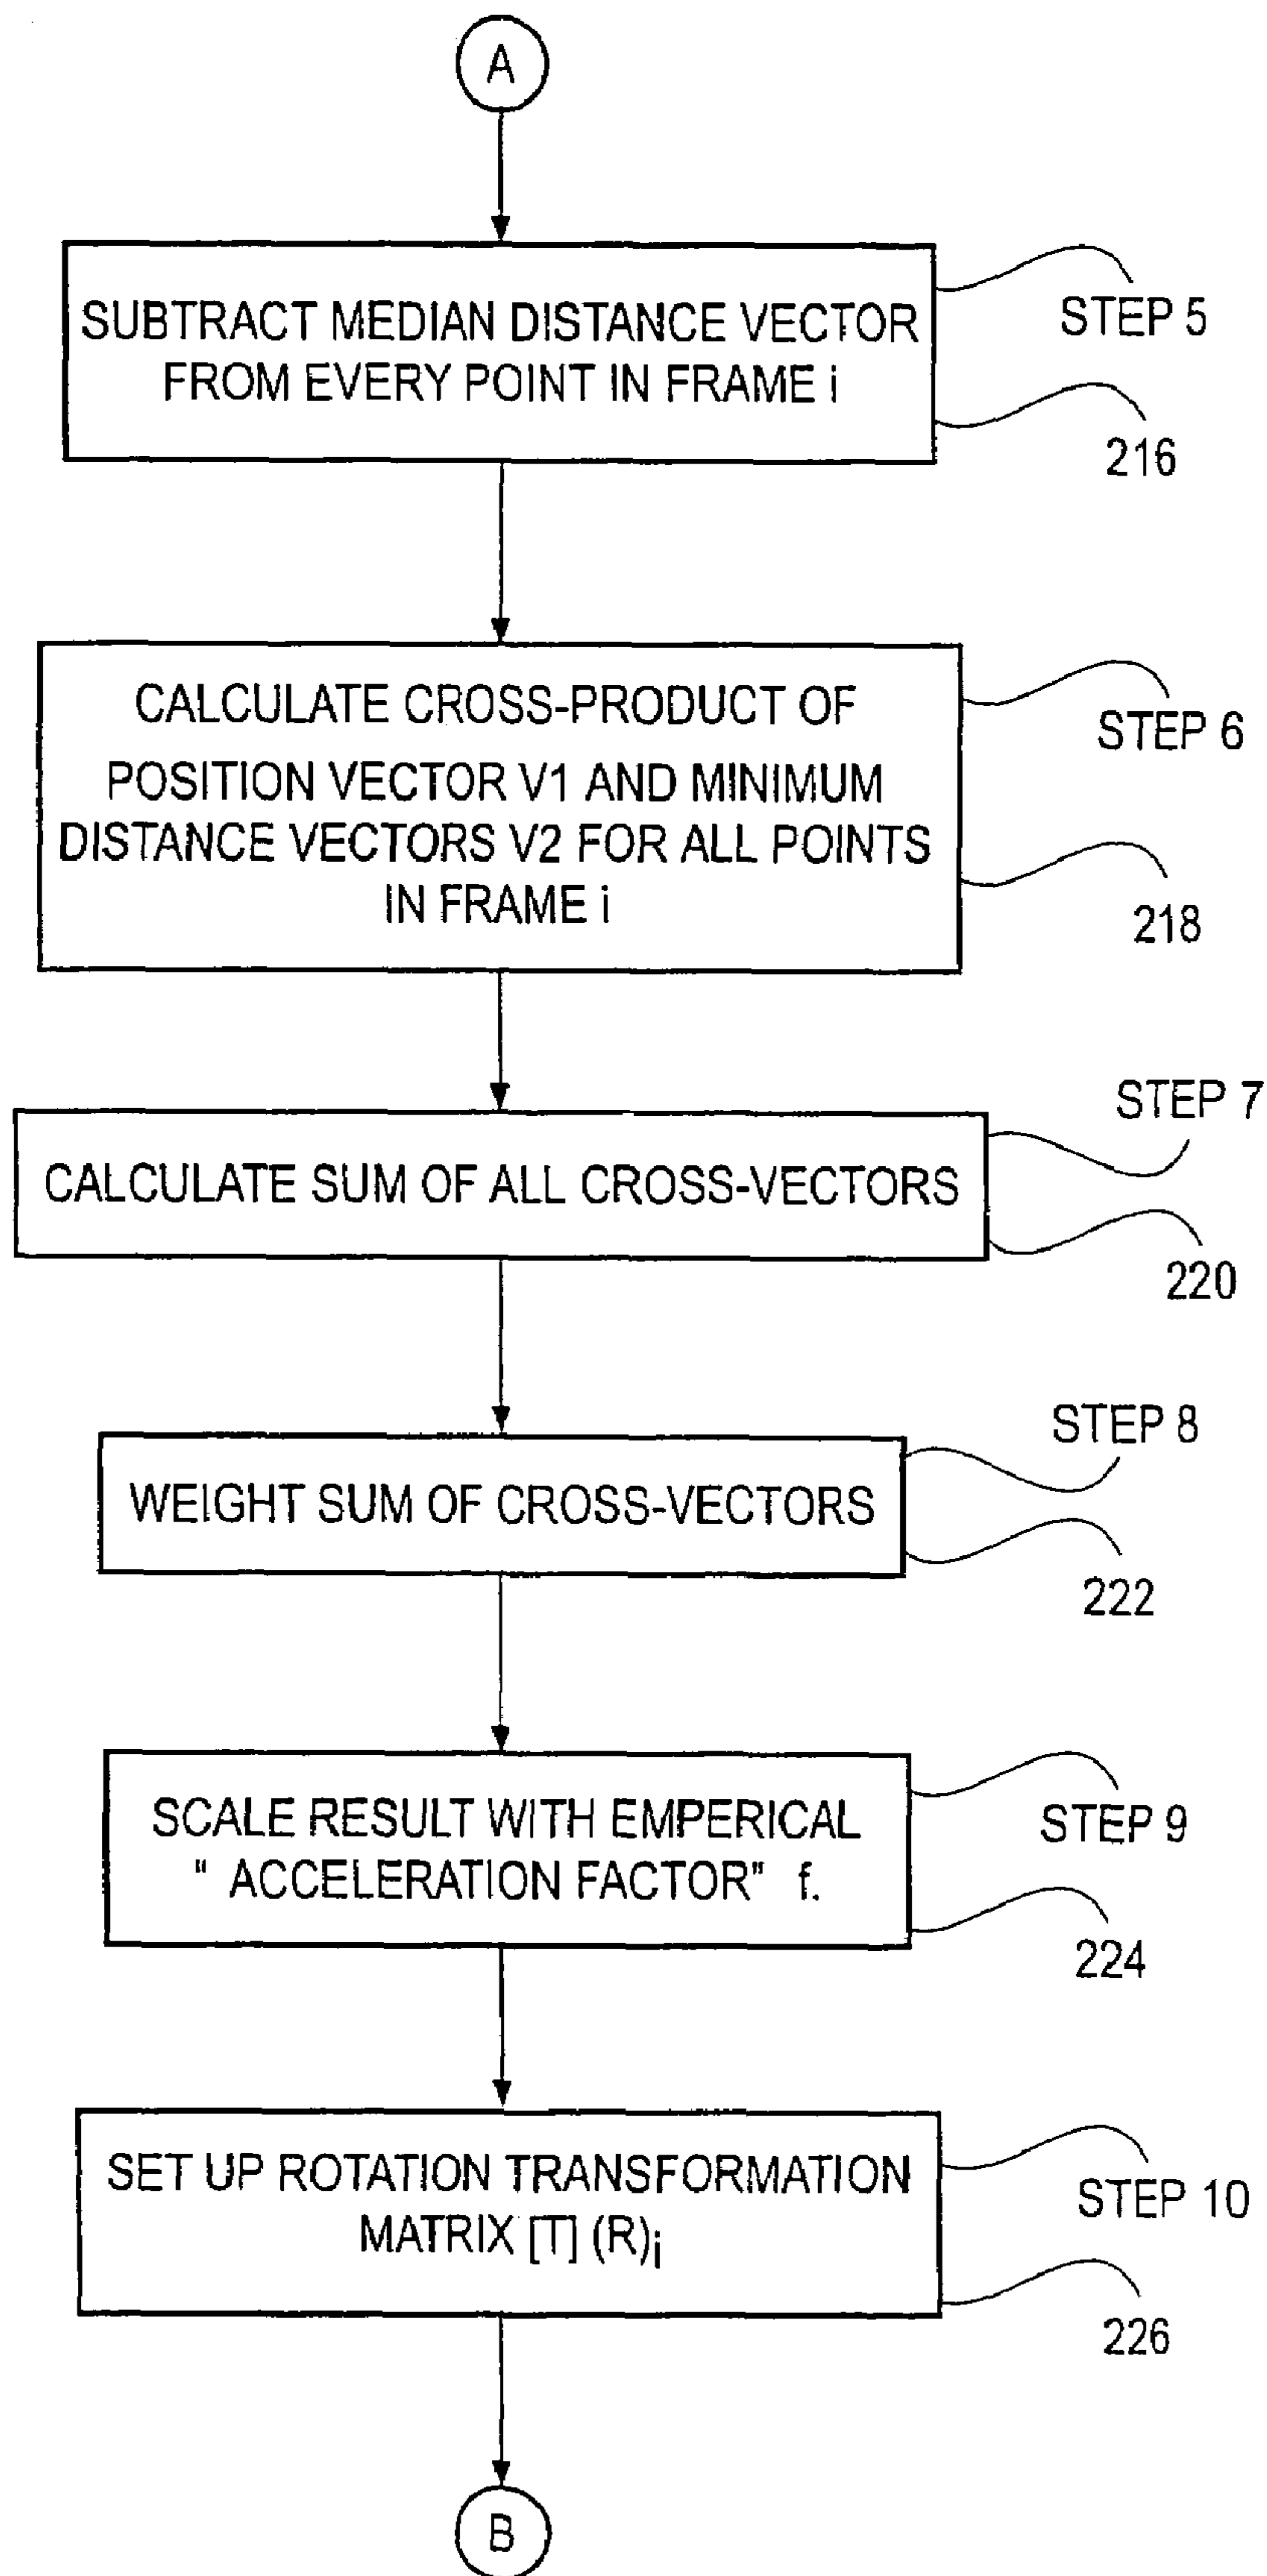 A
SUBTRACT MEDIAN DISTANCE VECTOR
FROM EVERY POINT IN FRAME i
STEP 5
216
CALCULATE CROSS-PRODUCT OF
POSITION VECTOR V1 AND MINIMUM
DISTANCE VECTORS V2 FOR ALL POINTS
IN FRAME i
STEP 6
218
CALCULATE SUM OF ALL CROSS-VECTORS
STEP 7
220
WEIGHT SUM OF CROSS-VECTORS
STEP 8
222
SCALE RESULT WITH EMPERICAL
" ACCELERATION FACTOR" f.
STEP 9
224
SET UP ROTATION TRANSFORMATION
MATRIX [T] (R)i
STEP 10
226
B